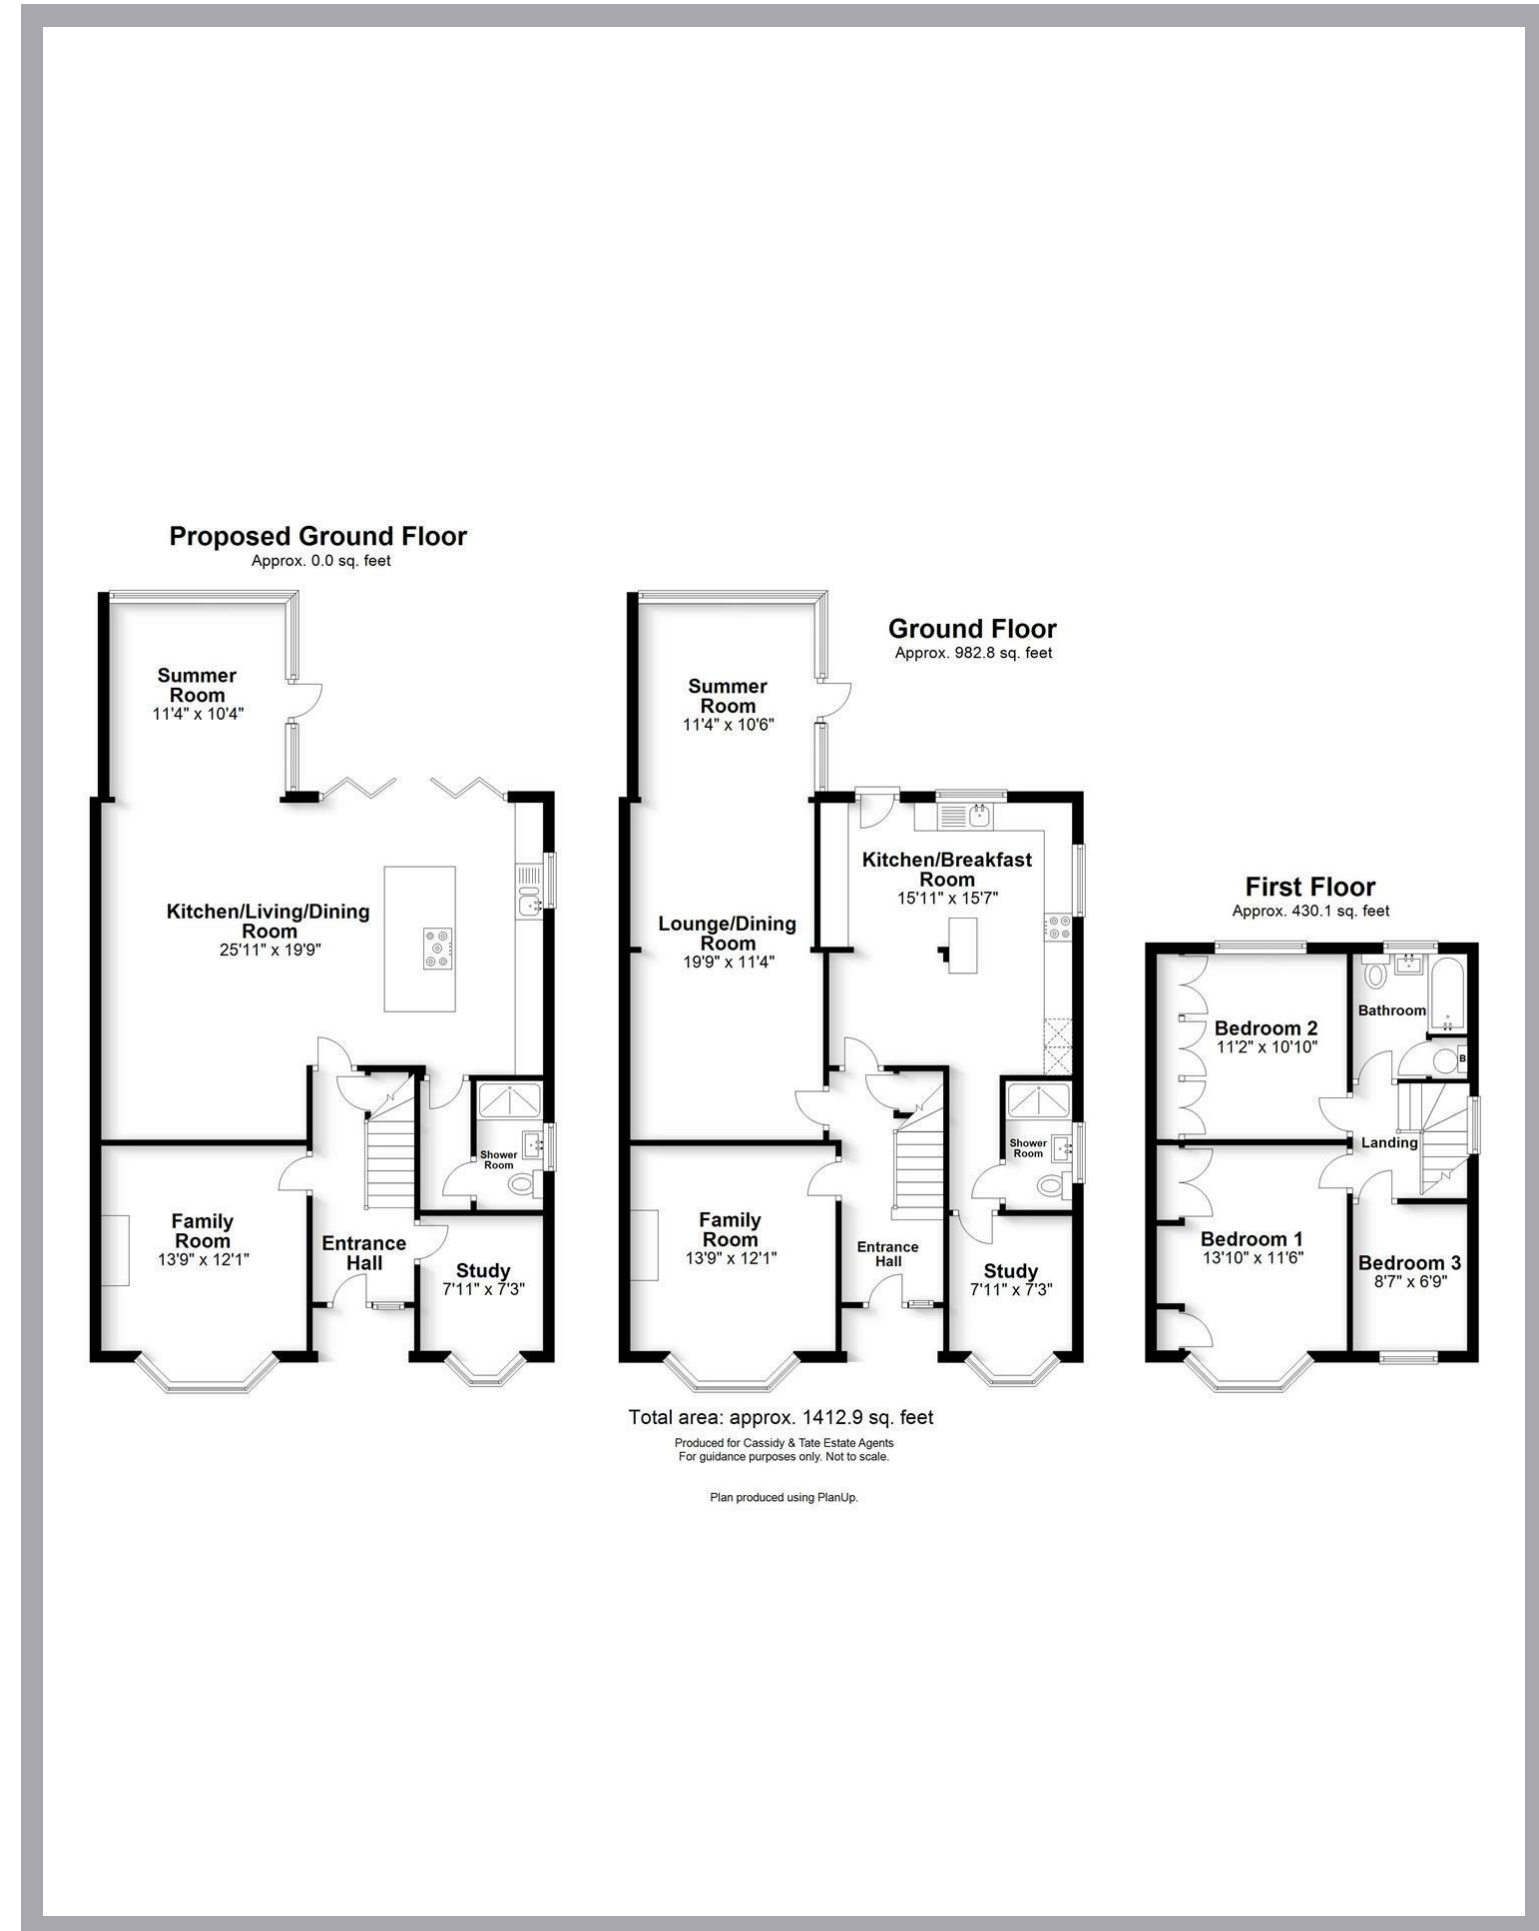 Proposed Ground Floor
Approx. 0.0 sq. feet
Summer
Room
11'4" x 10'4"
Kitchen/Living/Dining
Room
25'11" x 19'9"
Shower
Room
Family
Room
13'9" x 12'1"
Entrance
Hall
Study
7'11" x 7'3"
Ground Floor
Approx. 982.8 sq. feet
Summer
Room
11'4" x 10'6"
Kitchen/Breakfast
Room
15'11" x 15'7"
Lounge/Dining
Room
19'9" x 11'4"
Shower
Room
Family
Room
13'9" x 12'1"
Entrance
Hall
Study
7'11" x 7'3"
First Floor
Approx. 430.1 sq. feet
Bathroom
Bedroom 2
11'2" x 10'10"
B
Landing
Bedroom 1
13'10" x 11'6"
Bedroom 3
8'7" x 6'9"
Total area: approx. 1412.9 sq. feet
Produced for Cassidy & Tate Estate Agents
For guidance purposes only. Not to scale.
Plan produced using PlanUp.